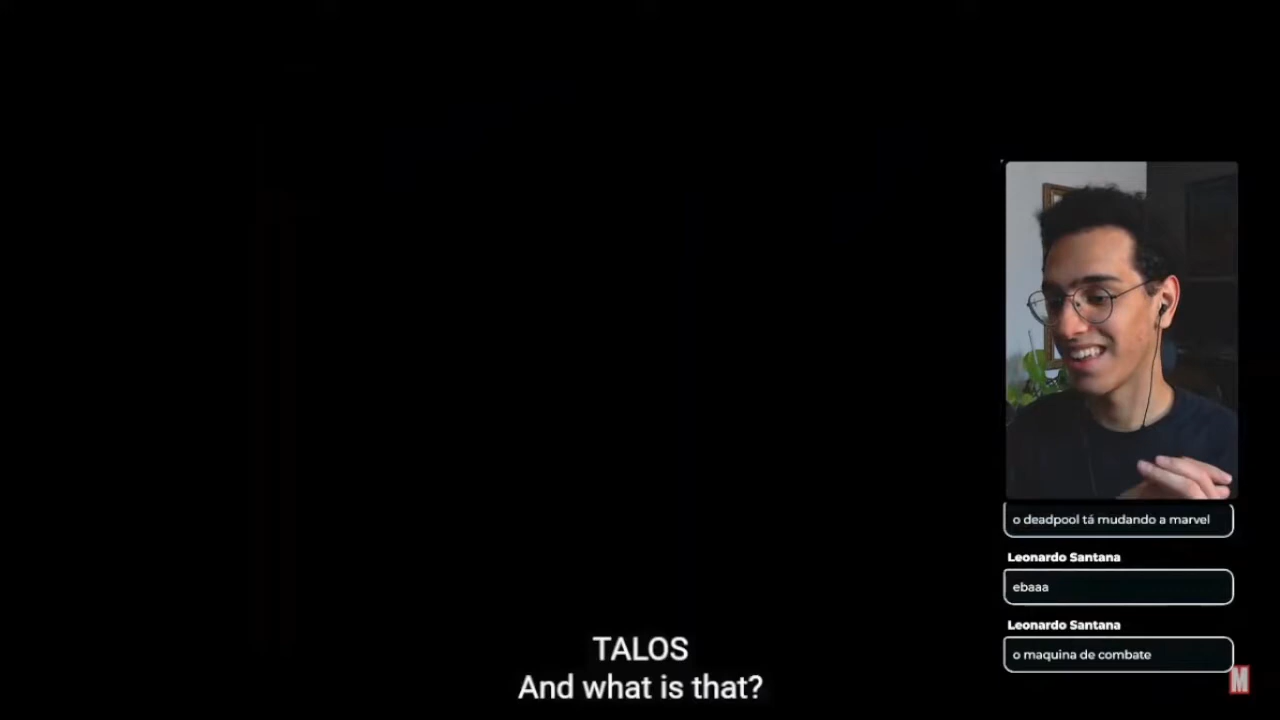 o deadpool tá mudando a marvel
Leonardo Santana
ebaaa
Leonardo Santana
o maquina de combate
TALOS
And what is that?
M